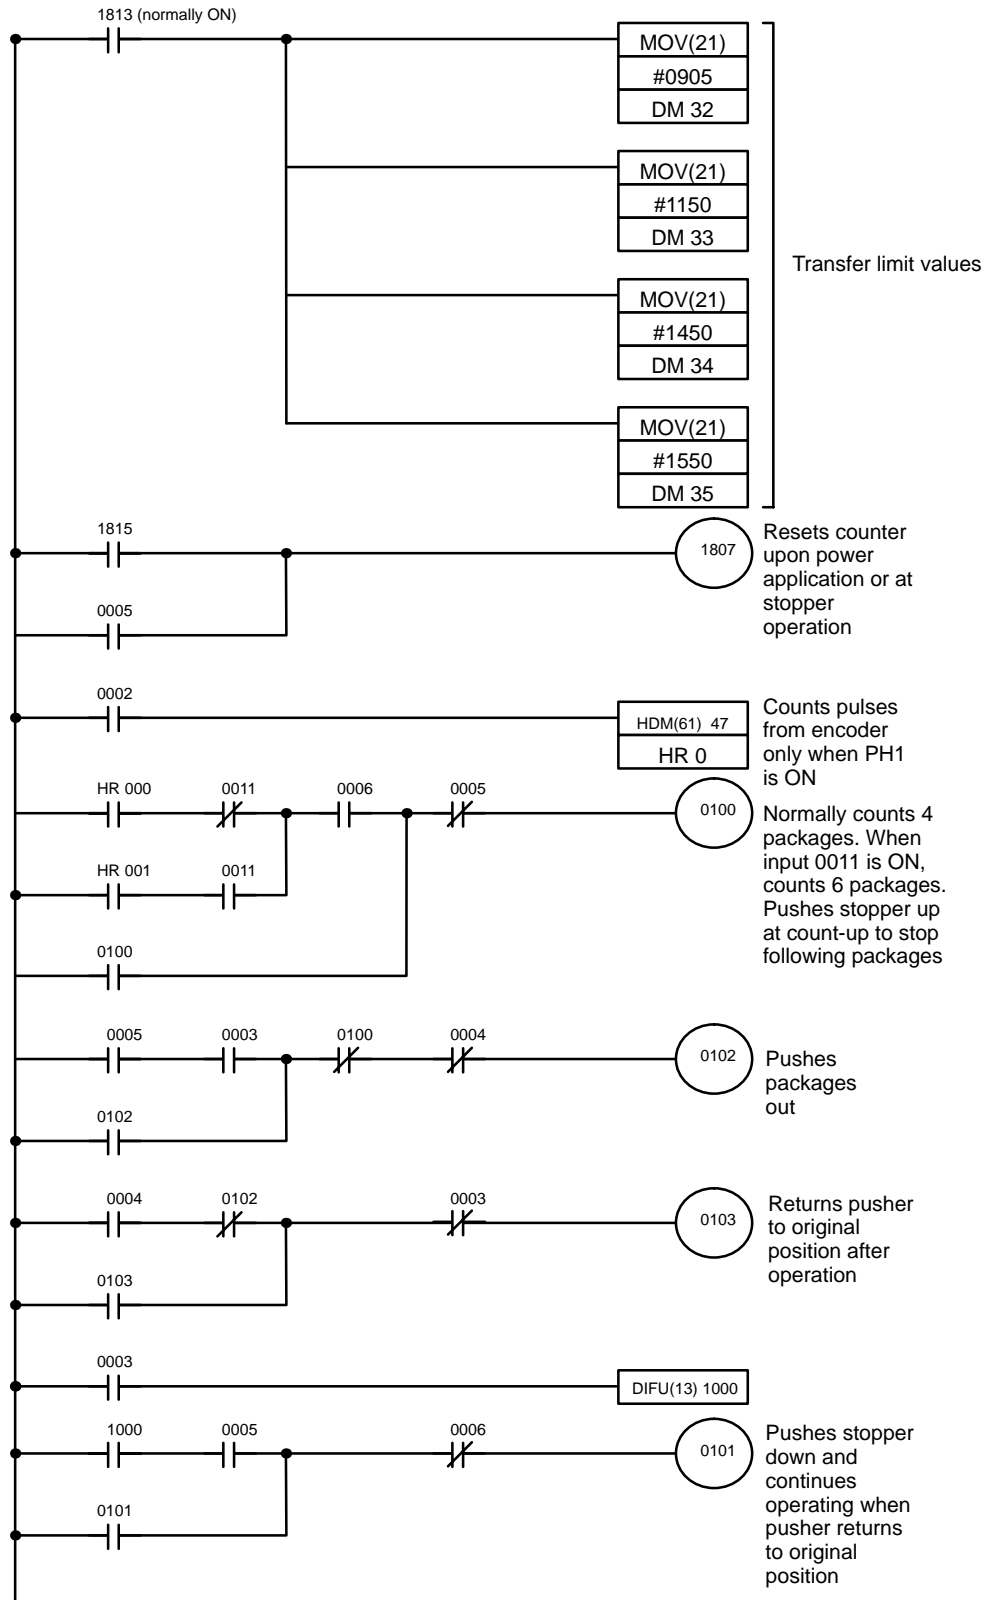 1813 (normally ON)
MOV(21)
#0905
DM 32
MOV(21)
#1150
DM 33
Transfer limit values
MOV(21)
#1450
DM 34
MOV(21)
#1550
DM 35
1815
1807
Resets counter
upon power
application or at
stopper
operation
0005
0002
HDM(61) 47
HR 0
Counts pulses
from encoder
only when PH1
is ON
HR 000
0011
0006
0005
0100
Normally counts 4
packages. When
input 0011 is ON,
counts 6 packages.
Pushes stopper up
at count-up to stop
following packages
HR 001
0011
0100
0005
0003
0100
0004
0102
Pushes
packages
out
0102
0004
0102
0003
0103
Returns pusher
to original
position after
operation
0103
0003
DIFU(13) 1000
1000
0005
0006
0101
Pushes stopper
down and
continues
operating when
pusher returns
to original
position
0101